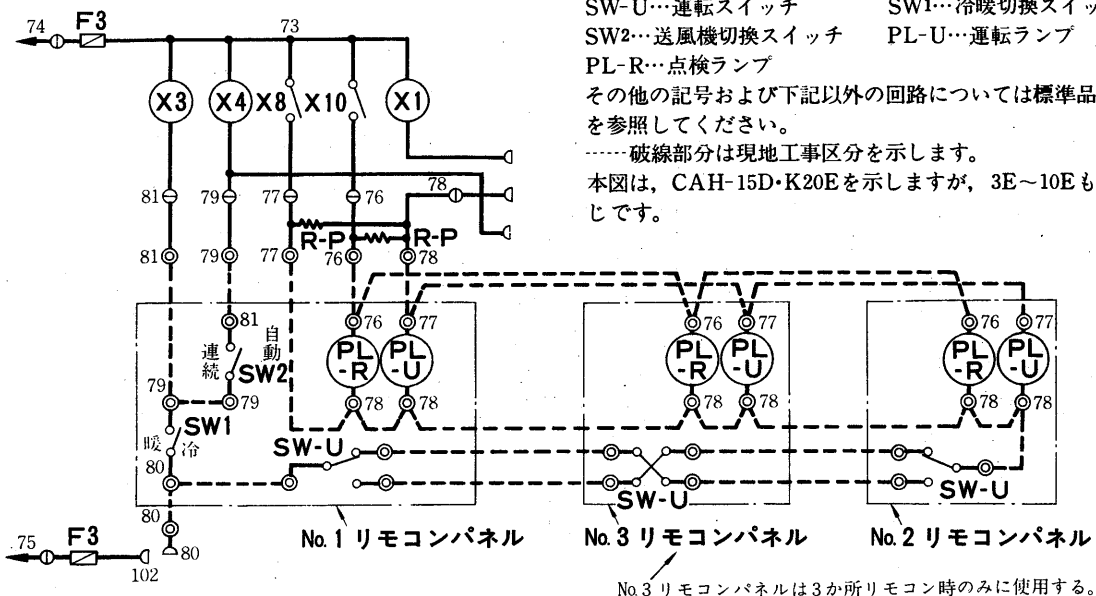 SW-U…運転スイッチ SW1…冷暖切換スイッ
SW2…送風機切換スイッチ PL-U…運転ランプ
PL-R…点検ランプ
その他の記号および下記以外の回路については標準品
を参照してください。
……破線部分は現地工事区分を示します。
本図は，CAH-15D・K20Eを示しますが，3E～10Eも
じです。
74 F3 73
X3 X4 X8 X10 X1
81 79 77 76 78
R-P R-P
81 79 77 76 78
81 76 77 76 77 76 77
自動
連続
SW2
PL-R PL-U PL-R PL-U PL-R PL-U
79 79 78 78 78 78 78 78
SW1
暖 冷
SW-U
80
SW-U SW-U
80
80
75 F3
102
No.1 リモコンパネル No.3 リモコンパネル No.2 リモコンパネル
No.3 リモコンパネルは3か所リモコン時のみに使用する。